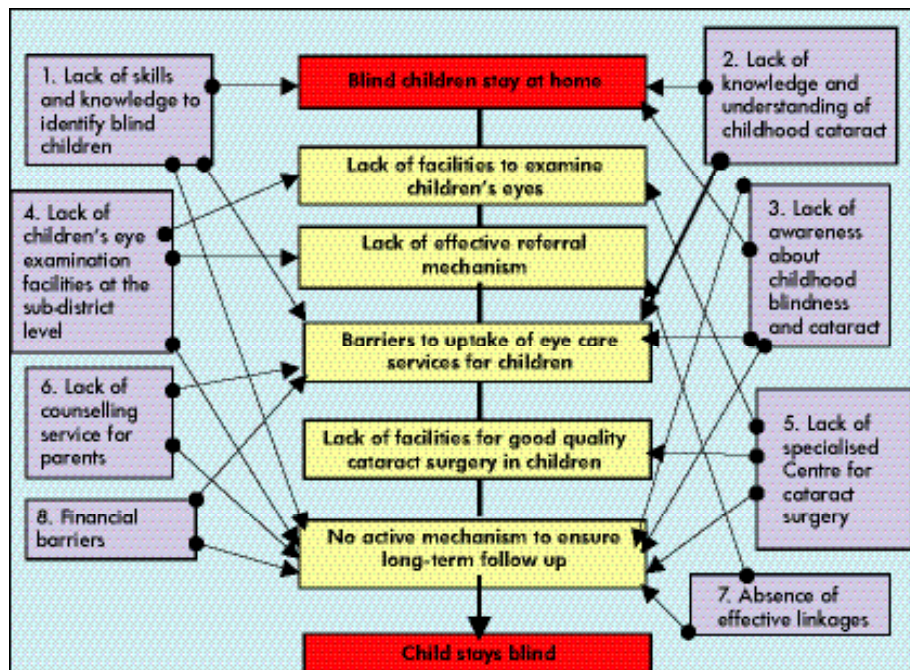 1. Lack of skills
and knowledge to
identify blind
children
Blind children stay at home
2. Lack of
knowledge and
understanding of
childhood cataract
Lack of facilities to examine
children's eyes
4. Lack of
children's eye
examination
facilities at the
sub-district
level
Lack of effective referral
mechanism
3. Lack of
awareness
about
childhood
blindness
and cataract
Barriers to uptake of eye care
services for children
6. Lack of
counselling
service for
parents
Lack of facilities for good quality
cataract surgery in children
5. Lack of
specialised
Centre for
cataract
surgery
8. Financial
barriers
No active mechanism to ensure
long-term follow up
7. Absence of
effective linkages
Child stays blind